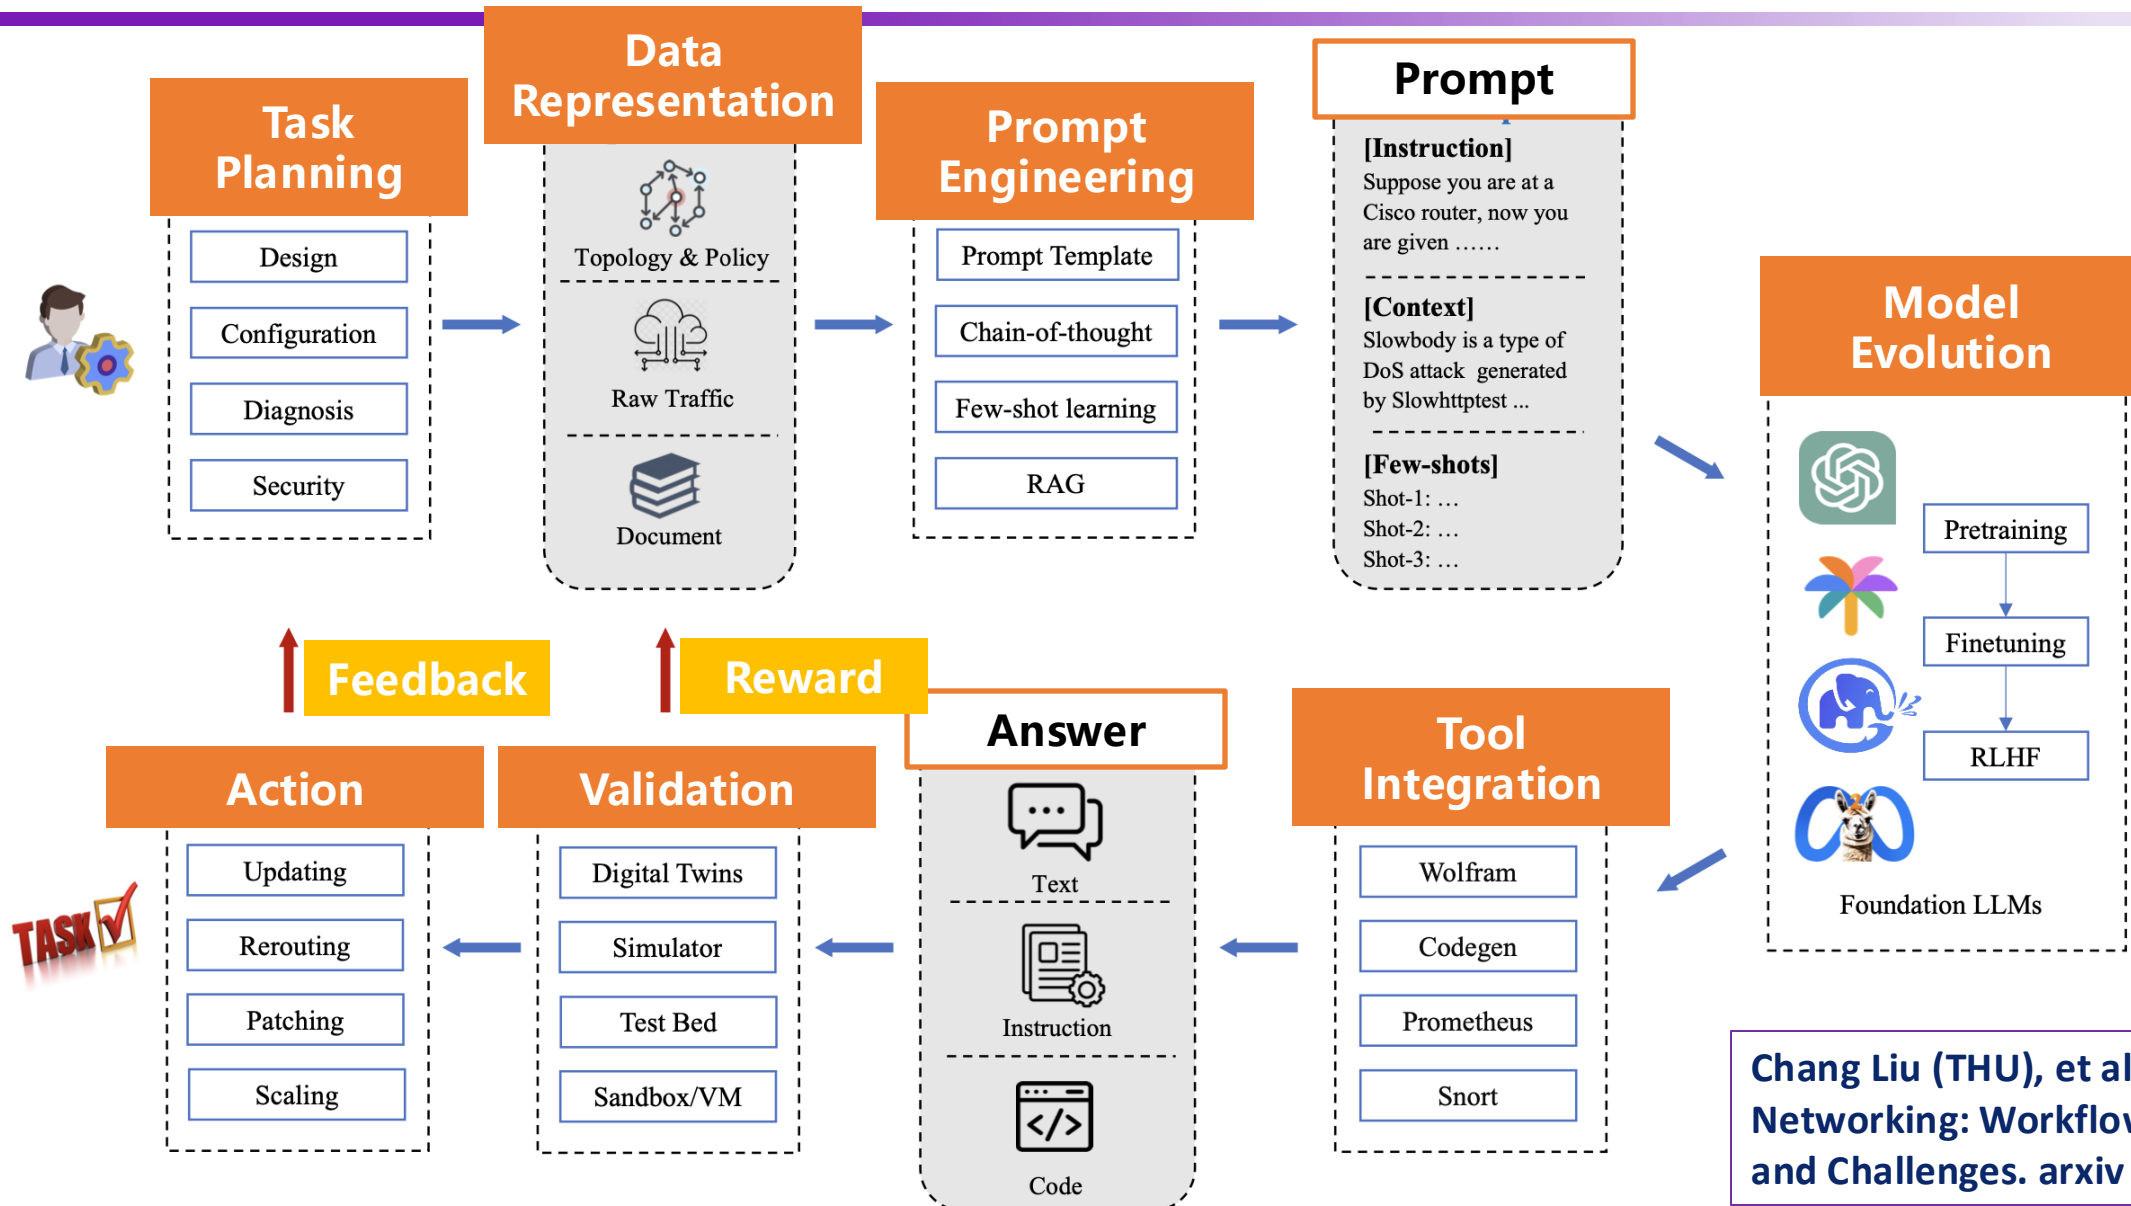 Task
Planning
Design
Configuration
Diagnosis
Security
Data
Representation
Topology & Policy
Raw Traffic
Document
Prompt
Engineering
Prompt Template
Chain-of-thought
Few-shot learning
RAG
Prompt
[Instruction]
Suppose you are at a
Cisco router, now you
are given ……
[Context]
Slowbody is a type of
DoS attack generated
by Slowhttptest ...
[Few-shots]
Shot-1: …
Shot-2: …
Shot-3: …
Model
Evolution
Pretraining
Finetuning
RLHF
Foundation LLMs
Feedback
Reward
Action
Updating
Rerouting
Patching
Scaling
TASK
Validation
Digital Twins
Simulator
Test Bed
Sandbox/VM
Answer
Text
Instruction
Code
Tool
Integration
Wolfram
Codegen
Prometheus
Snort
Chang Liu (THU), et al
Networking: Workflow
and Challenges. arxiv